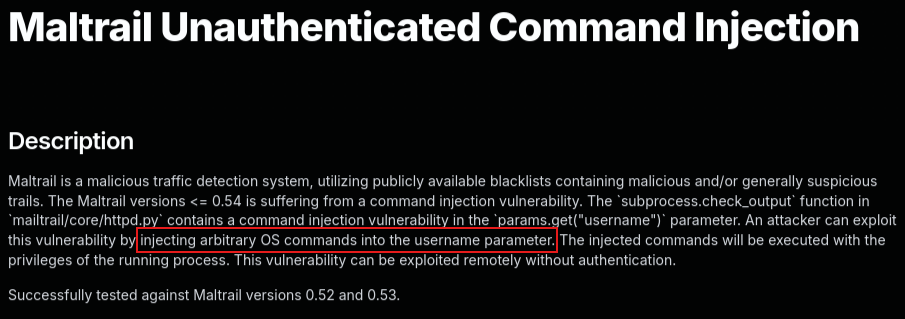 Maltrail Unauthenticated Command Injection
Description
Maltrail is a malicious traffic detection system, utilizing publicly available blacklists containing malicious and/or generally suspicious
trails. The Maltrail versions <= 0.54 is suffering from a command injection vulnerability. The `subprocess.check_output` function in
`mailtrail/core/httpd.py` contains a command injection vulnerability in the `params.get("username")` parameter. An attacker can exploit
this vulnerability by injecting arbitrary OS commands into the username parameter. The injected commands will be executed with the
privileges of the running process. This vulnerability can be exploited remotely without authentication.
Successfully tested against Maltrail versions 0.52 and 0.53.